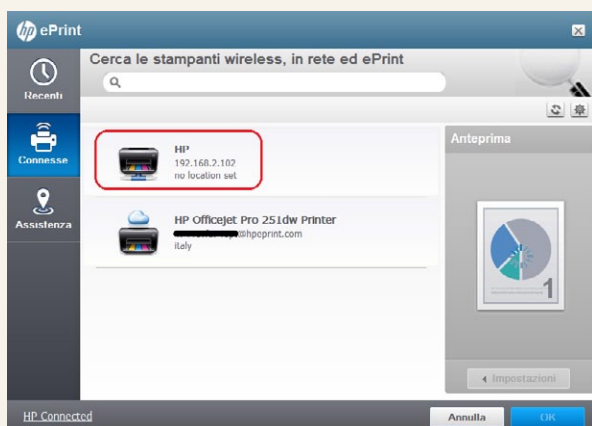 hp ePrint
Cerca le stampanti wireless, in rete ed ePrint
Recenti
Connesse
Assistenza
HP
192.168.2.102
no location set
HP Officejet Pro 251dw Printer
@hpeprint.com
italy
Anteprima
1
Impostazioni
HP Connected
Annulla
OK